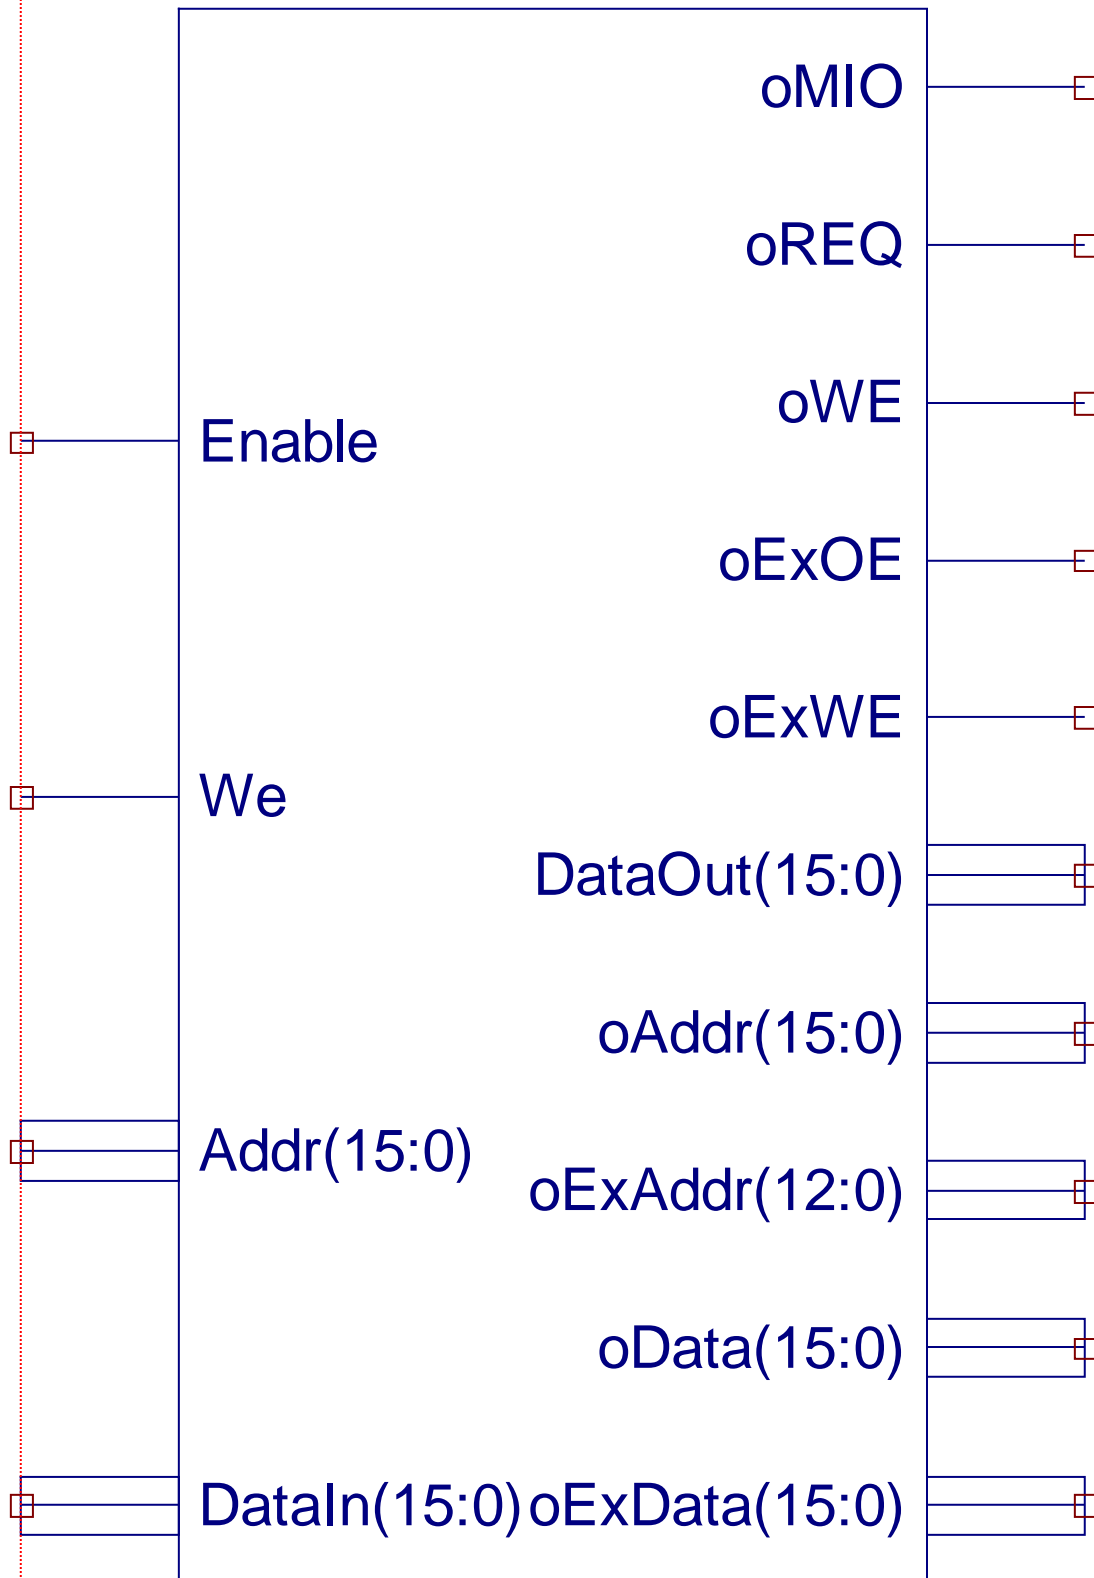 oMIO
oREQ
oWE
Enable
oExOE
oExWE
We
DataOut(15:0)
oAddr(15:0)
Addr(15:0)
oExAddr(12:0)
oData(15:0)
DataIn(15:0) oExData(15:0)